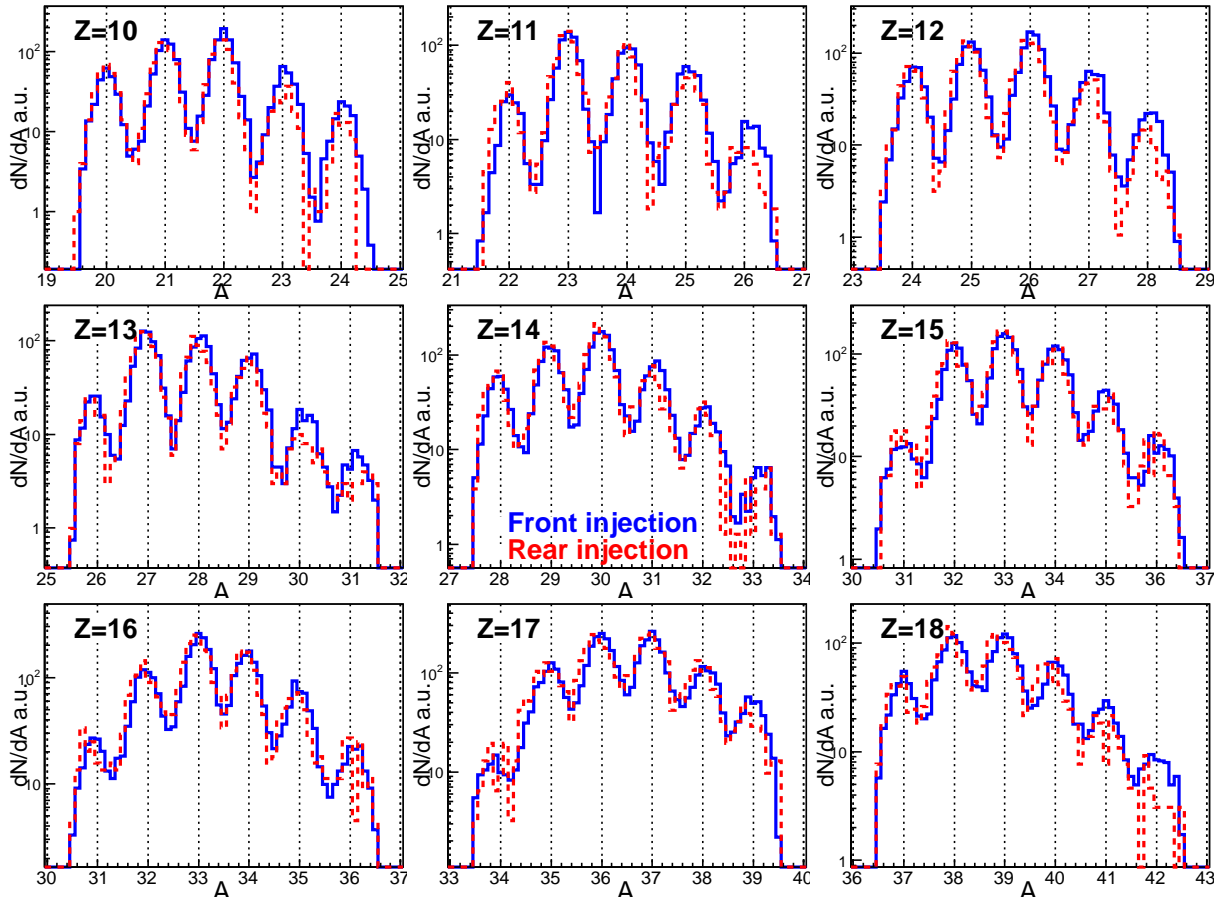 Z=10
dN/dA a.u.
10²
10
1
19 20 21 22 23 24 25
A
Z=11
dN/dA a.u.
10²
10
1
21 22 23 24 25 26 27
A
Z=12
dN/dA a.u.
10²
10
1
23 24 25 26 27 28 29
A
Z=13
dN/dA a.u.
10²
10
1
25 26 27 28 29 30 31 32
A
Z=14
dN/dA a.u.
10²
10
1
Front injection
Rear injection
27 28 29 30 31 32 33 34
A
Z=15
dN/dA a.u.
10²
10
1
30 31 32 33 34 35 36 37
A
Z=16
dN/dA a.u.
10²
10
30 31 32 33 34 35 36 37
A
Z=17
dN/dA a.u.
10²
10
33 34 35 36 37 38 39 40
A
Z=18
dN/dA a.u.
10²
10
1
36 37 38 39 40 41 42 43
A